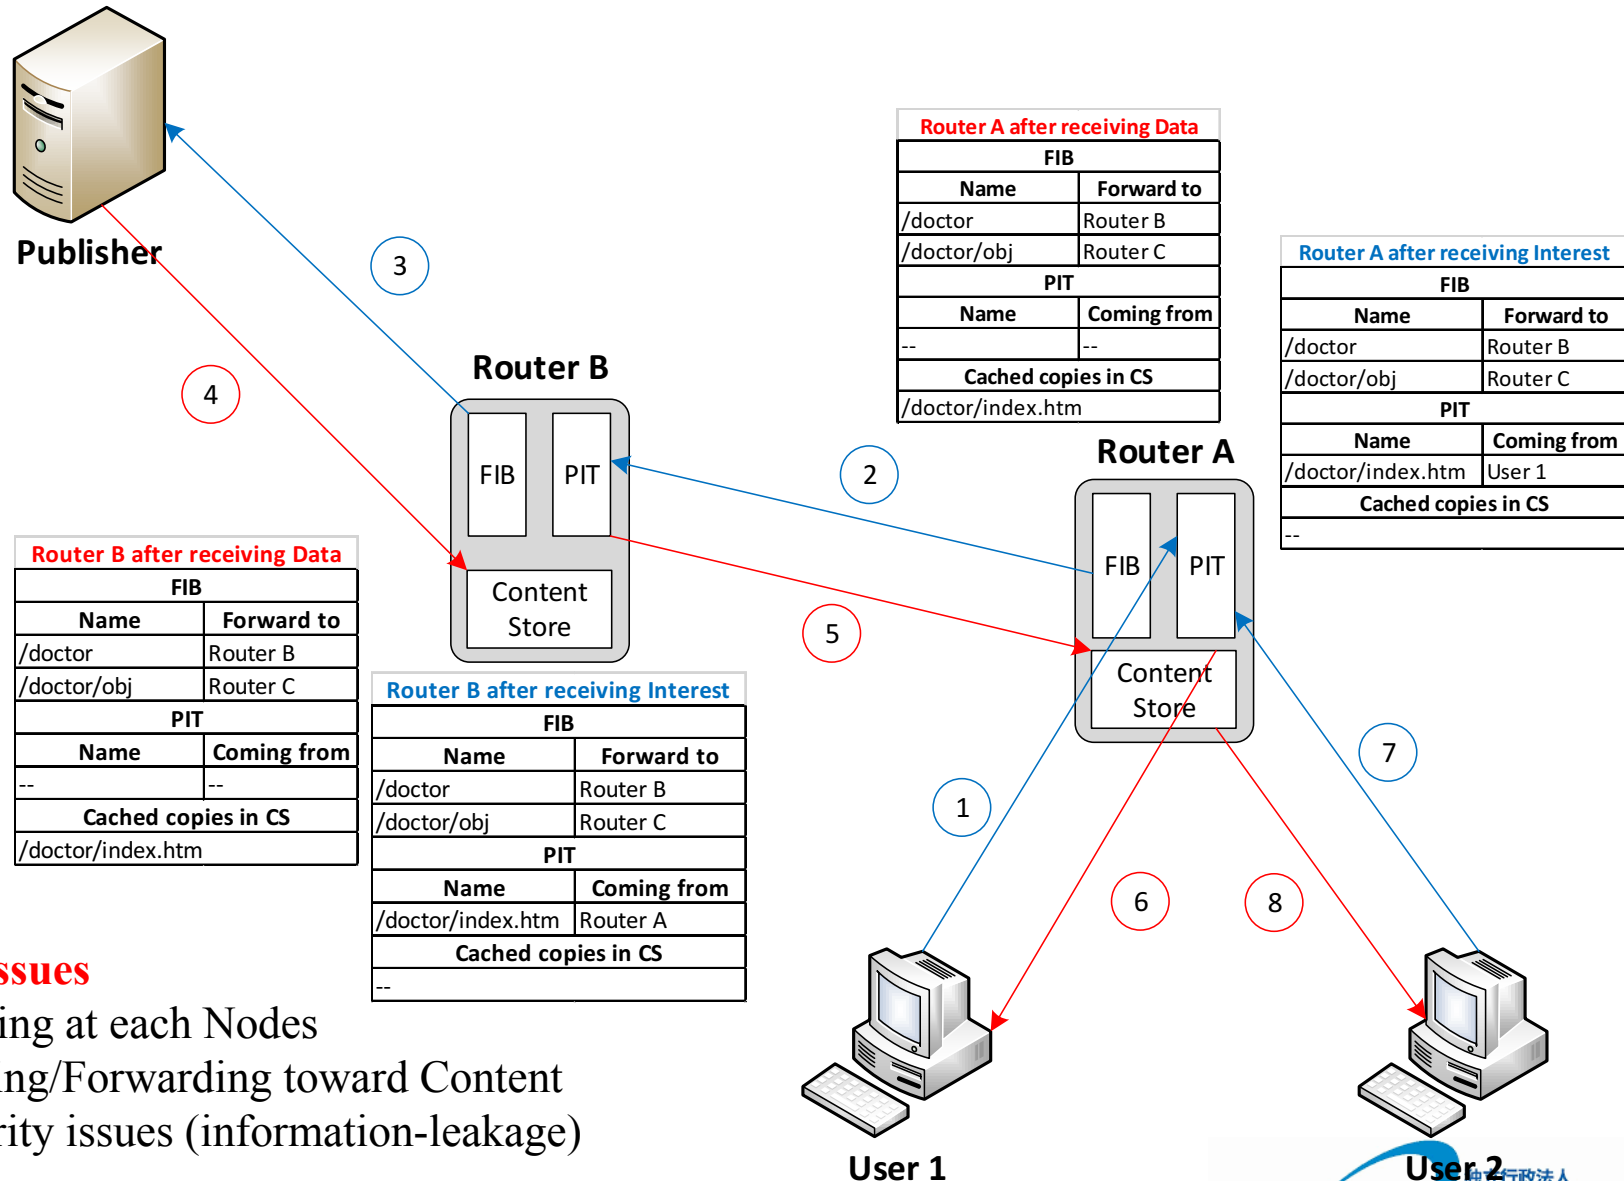 Publisher
3
4
Router B
FIB
PIT
Content
Store
2
5
Router A after receiving Data
FIB
Name Forward to
/doctor Router B
/doctor/obj Router C
PIT
Name Coming from
-- --
Cached copies in CS
/doctor/index.htm
Router A after receiving Interest
FIB
Name Forward to
/doctor Router B
/doctor/obj Router C
PIT
Name Coming from
/doctor/index.htm User 1
Cached copies in CS
--
Router A
FIB
PIT
Content
Store
Router B after receiving Data
FIB
Name Forward to
/doctor Router B
/doctor/obj Router C
PIT
Name Coming from
-- --
Cached copies in CS
/doctor/index.htm
Router B after receiving Interest
FIB
Name Forward to
/doctor Router B
/doctor/obj Router C
PIT
Name Coming from
/doctor/index.htm Router A
Cached copies in CS
--
1
7
6
8
ssues
ing at each Nodes
ing/Forwarding toward Content
rity issues (information-leakage)
User 1
User 2
行政法人